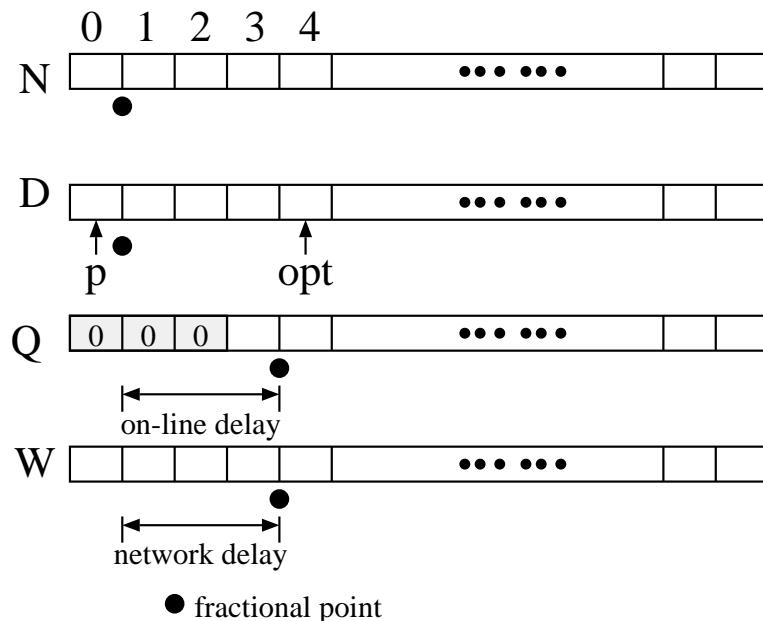 0 1 2 3 4
N
D
p opt
Q 0 0 0
on-line delay
W
network delay
fractional point